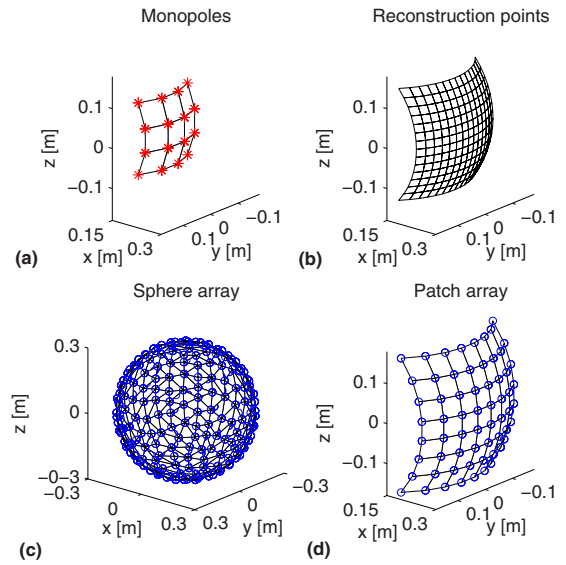 Monopoles
Reconstruction points
0.1
0
−0.1
z [m]
0.15
0.3
x [m]
0.1
0
−0.1
y [m]
(a)
0.1
0
−0.1
z [m]
0.15
0.3
x [m]
0.1
0
−0.1
y [m]
(b)
Sphere array
Patch array
0.3
0
−0−0.3
z [m]
−0.3
0
0.3
x [m]
0.3
0
−0.3
y [m]
(c)
0.1
0
−0.1
z [m]
0.15
0.3
x [m]
0.1
0
−0.1
y [m]
(d)